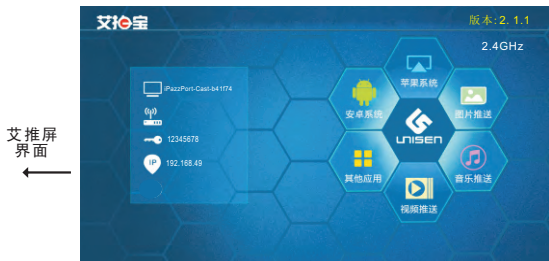 艾拾宝
版本:2.1.1
2.4GHz
苹果系统
iPazzPort-Cast-b41f74
安卓系统
图片推送
艾推屏
界面
12345678
UNISEN
IP
192.168.49
其他应用
音乐推送
视频推送